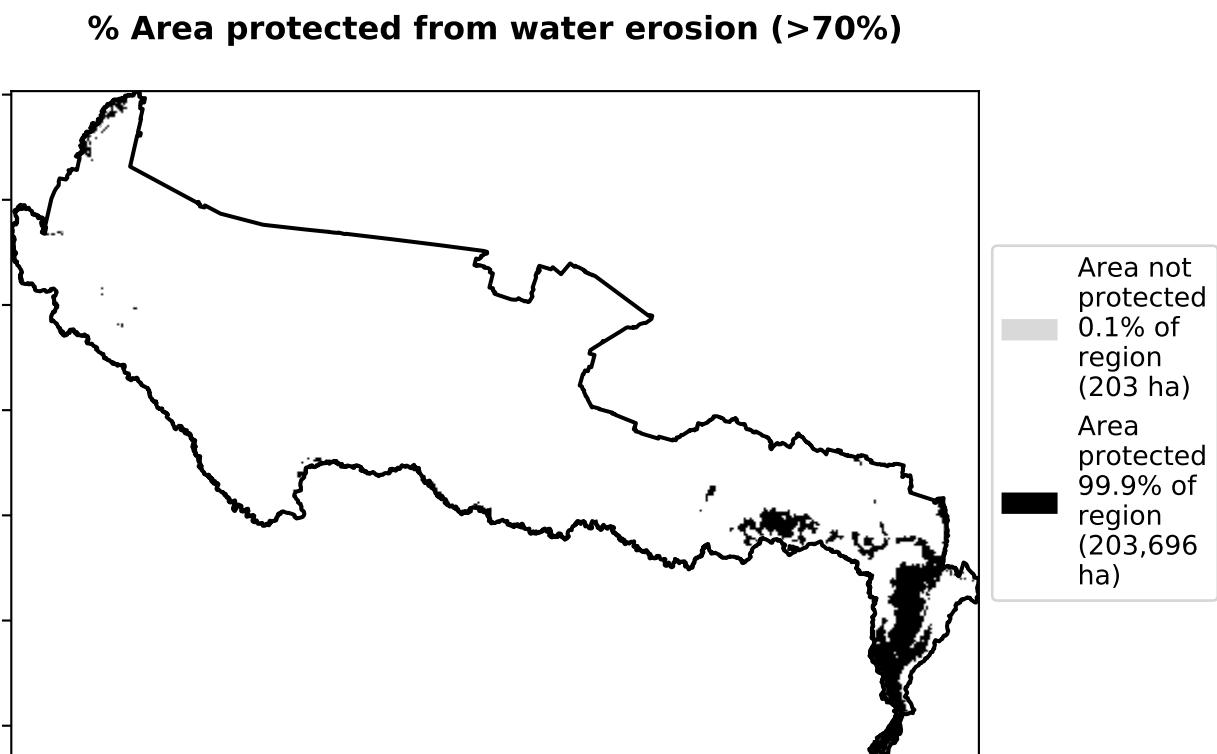 % Area protected from water erosion (>70%)
Area not
protected
0.1% of
region
(203 ha)
Area
protected
99.9% of
region
(203,696
ha)